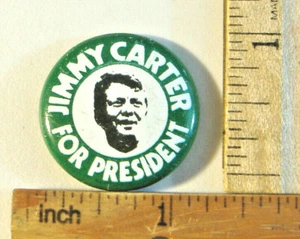 JIMMY CARTER
FOR PRESIDENT
1
inch
1